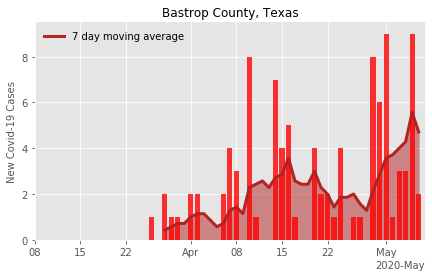 Bastrop County, Texas
7 day moving average
New Covid-19 Cases
8
6
4
2
0
08 15 22 Apr 08 15 22 May
2020-May